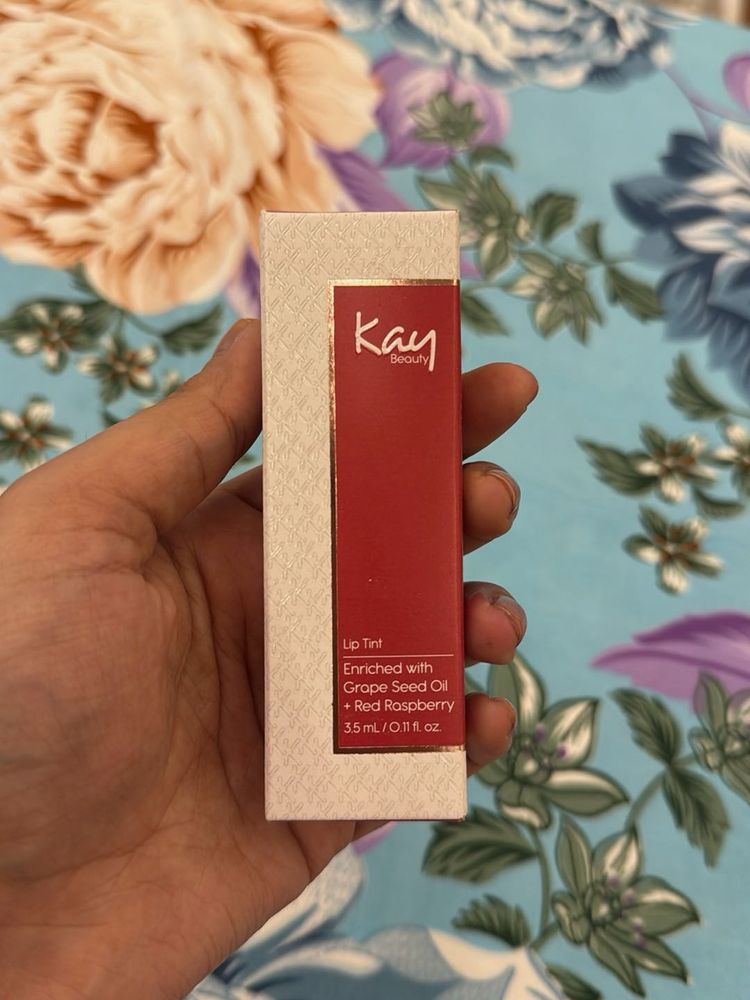 Kay
Beauty
Lip Tint
Enriched with
Grape Seed Oil
+ Red Raspberry
3.5 mL / 0.11 fl. oz.